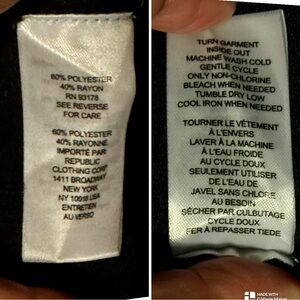 60% POLYESTER
40% RAYON
RN 93178
SEE REVERSE
FOR CARE
60% POLYESTER
40% RAYONNE
IMPORTÉ PAR
REPUBLIC
CLOTHING CORP
1411 BROADWAY
NEW YORK
NY 10018 USA
ENTRETIEN
AU VERSO
TURN GARMENT
INSIDE OUT
MACHINE WASH COLD
GENTLE CYCLE
ONLY NON-CHLORINE
BLEACH WHEN NEEDED
TUMBLE DRY LOW
COOL IRON WHEN NEEDED
TOURNER LE VÊTEMENT
À L'ENVERS
LAVER À LA MACHINE
À L'EAU FROIDE
AU CYCLE DOUX
SEULEMENT UTILISER
DE L'EAU DE
JAVEL SANS CHLORE
AU BESOIN
SÉCHER PAR CULBUTAGE
CYCLE DOUX
FER À REPASSER TIEDE
MADE WITH